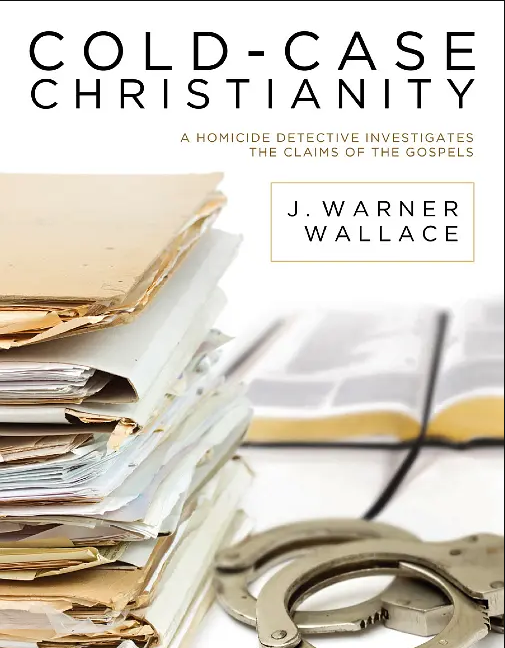 COLD-CASE
CHRISTIANITY
A HOMICIDE DETECTIVE INVESTIGATES
THE CLAIMS OF THE GOSPELS
J. WARNER
WALLACE